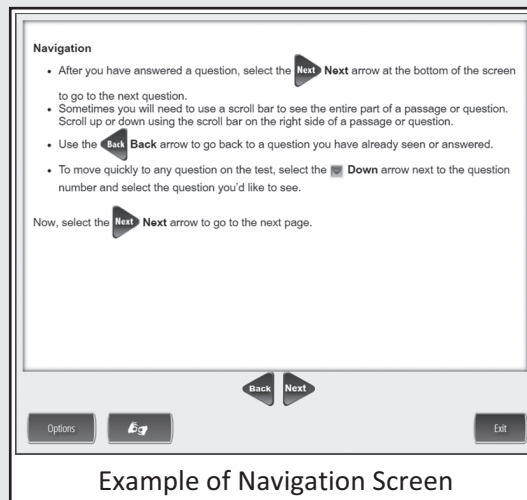 Navigation
• After you have answered a question, select the Next Next arrow at the bottom of the screen
to go to the next question.
• Sometimes you will need to use a scroll bar to see the entire part of a passage or question.
Scroll up or down using the scroll bar on the right side of a passage or question.
• Use the Back Back arrow to go back to a question you have already seen or answered.
• To move quickly to any question on the test, select the Down arrow next to the question
number and select the question you'd like to see.
Now, select the Next Next arrow to go to the next page.
Back Next
Options Exit
Example of Navigation Screen